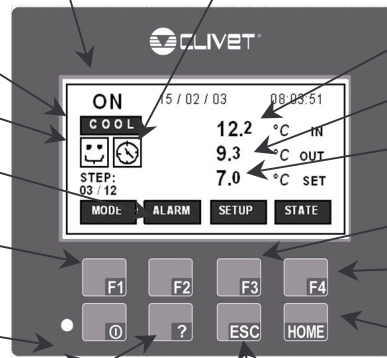 CLIVET
ON 15 / 02 / 03 08:03:51
COOL
12.2 °C IN
9.3 °C OUT
7.0 °C SET
STEP:
03 / 12
MODE ALARM SETUP STATE
F1 F2 F3 F4
? ESC HOME